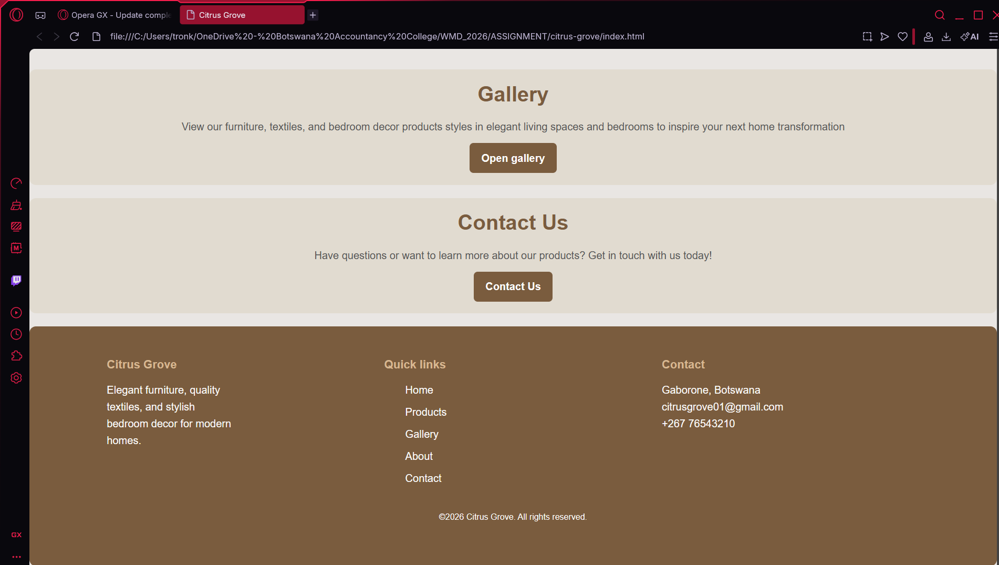 Opera GX - Update comple
Citrus Grove
file:///C:/Users/tronk/OneDrive%20-%20Botswana%20Accountancy%20College/WMD_2026/ASSIGNMENT/citrus-grove/index.html
AI
Gallery
View our furniture, textiles, and bedroom decor products styles in elegant living spaces and bedrooms to inspire your next home transformation
Open gallery
M
Contact Us
Have questions or want to learn more about our products? Get in touch with us today!
Contact Us
Citrus Grove
Elegant furniture, quality
textiles, and stylish
bedroom decor for modern
homes.
Quick links
Home
Products
Gallery
About
Contact
Contact
Gaborone, Botswana
citrusgrove01@gmail.com
+267 76543210
©2026 Citrus Grove. All rights reserved.
GX